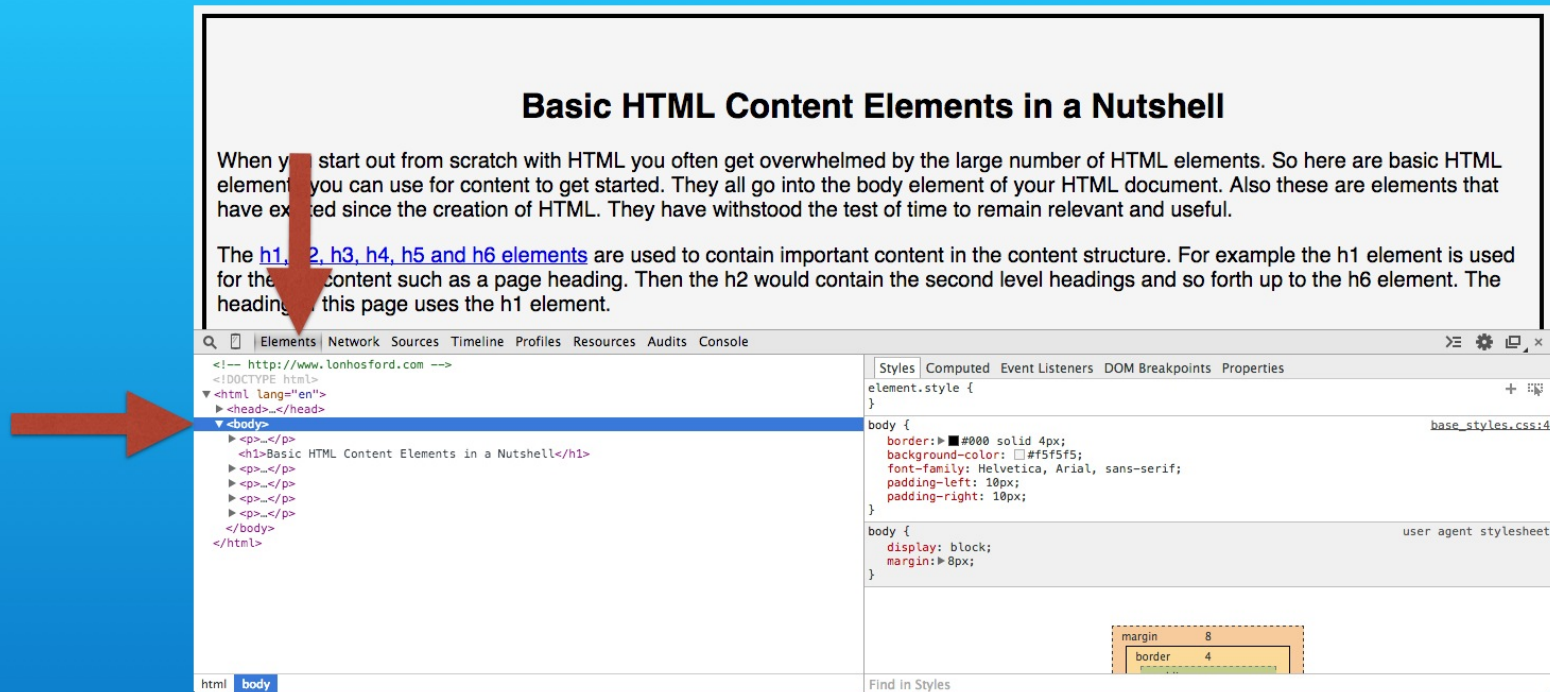 Basic HTML Content Elements in a Nutshell
When start out from scratch with HTML you often get overwhelmed by the large number of HTML elements. So here are basic HTML
you can use for content to get started. They all go into the body element of your HTML document. Also these are elements that
have since the creation of HTML. They have withstood the test of time to remain relevant and useful.
The h1, h3, h4, h5 and h6 elements are used to contain important content in the content structure. For example the h1 element is used
for content such as a page heading. Then the h2 would contain the second level headings and so forth up to the h6 element. The
heading this page uses the h1 element.
Elements Network Sources Timeline Profiles Resources Audits Console
<!-- http://www.lonhosford.com -->
<!DOCTYPE html>
▼<html lang="en">
▶<head>…</head>
▼<body>
▶<p>…</p>
<h1>Basic HTML Content Elements in a Nutshell</h1>
▶<p>…</p>
▶<p>…</p>
▶<p>…</p>
▶<p>…</p>
</body>
</html>
html body
Styles Computed Event Listeners DOM Breakpoints Properties
element.style {
}
body { base_styles.css:4
border:▶#000 solid 4px;
background-color: #f5f5f5;
font-family: Helvetica, Arial, sans-serif;
padding-left: 10px;
padding-right: 10px;
}
body { user agent stylesheet
display: block;
margin:▶8px;
}
margin 8
border 4
Find in Styles